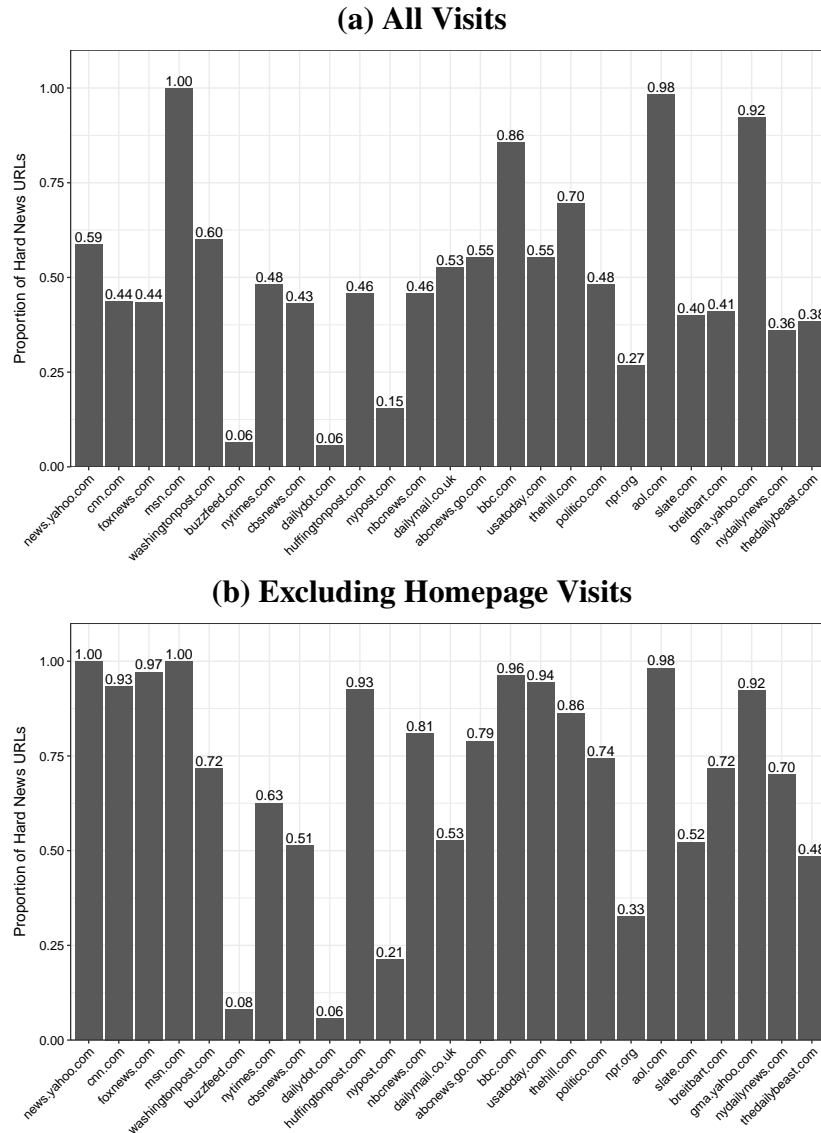 (a) All Visits
Proportion of Hard News URLs
1.00
0.75
0.50
0.25
0.00
0.59
0.44
0.44
1.00
0.60
0.06
0.48
0.43
0.06
0.46
0.15
0.46
0.53
0.55
0.86
0.55
0.70
0.48
0.27
0.98
0.40
0.41
0.92
0.36
0.38
news.yahoo.com
cnn.com
foxnews.com
msn.com
washingtonpost.com
buzzfeed.com
nytimes.com
cbsnews.com
dailydot.com
huffingtonpost.com
nypost.com
nbcnews.com
dailymail.co.uk
abcnews.go.com
bbc.com
usatoday.com
thehill.com
politico.com
npr.org
aol.com
slate.com
breitbart.com
gma.yahoo.com
nydailynews.com
thedailybeast.com
(b) Excluding Homepage Visits
Proportion of Hard News URLs
1.00
0.75
0.50
0.25
0.00
1.00
0.93
0.97
1.00
0.72
0.08
0.63
0.51
0.06
0.93
0.21
0.81
0.53
0.79
0.96
0.94
0.86
0.74
0.33
0.98
0.52
0.72
0.92
0.70
0.48
news.yahoo.com
cnn.com
foxnews.com
msn.com
washingtonpost.com
buzzfeed.com
nytimes.com
cbsnews.com
dailydot.com
huffingtonpost.com
nypost.com
nbcnews.com
dailymail.co.uk
abcnews.go.com
bbc.com
usatoday.com
thehill.com
politico.com
npr.org
aol.com
slate.com
breitbart.com
gma.yahoo.com
nydailynews.com
thedailybeast.com